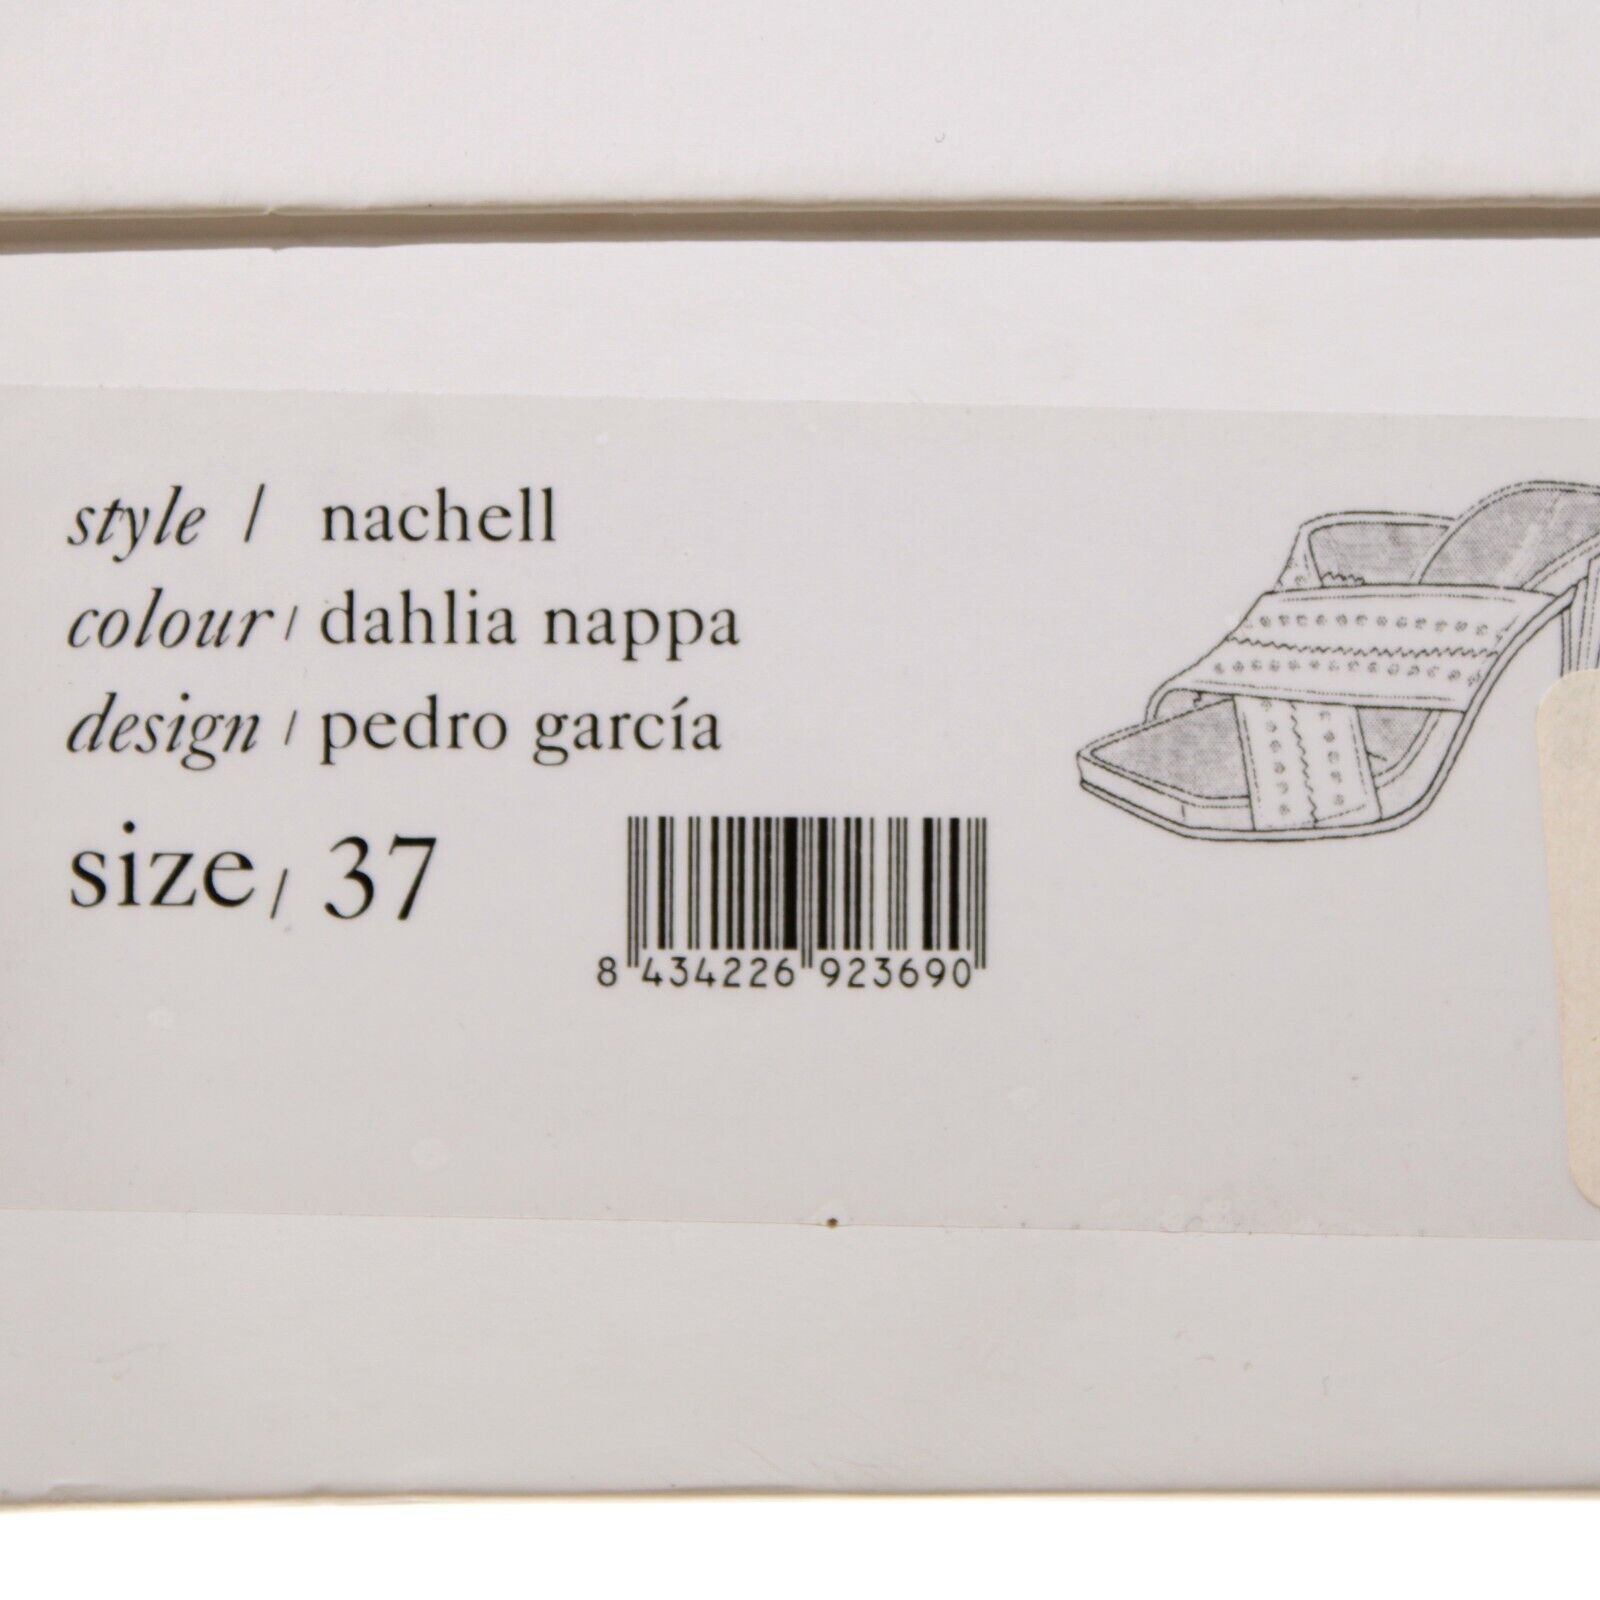 style / nachell
colour / dahlia nappa
design / pedro garcía
size / 37
8 434226 923690